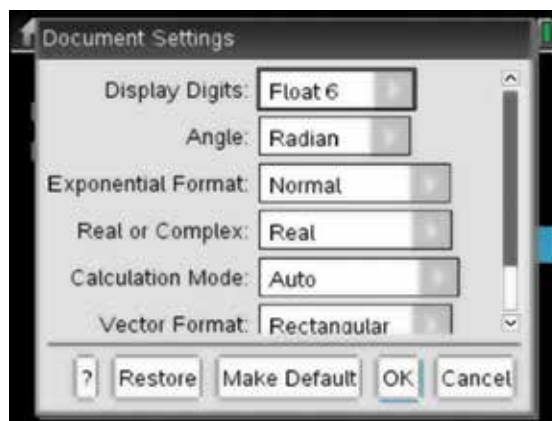 Document Settings
Display Digits: Float 6
Angle: Radian
Exponential Format: Normal
Real or Complex: Real
Calculation Mode: Auto
Vector Format: Rectangular
? Restore Make Default OK Cancel